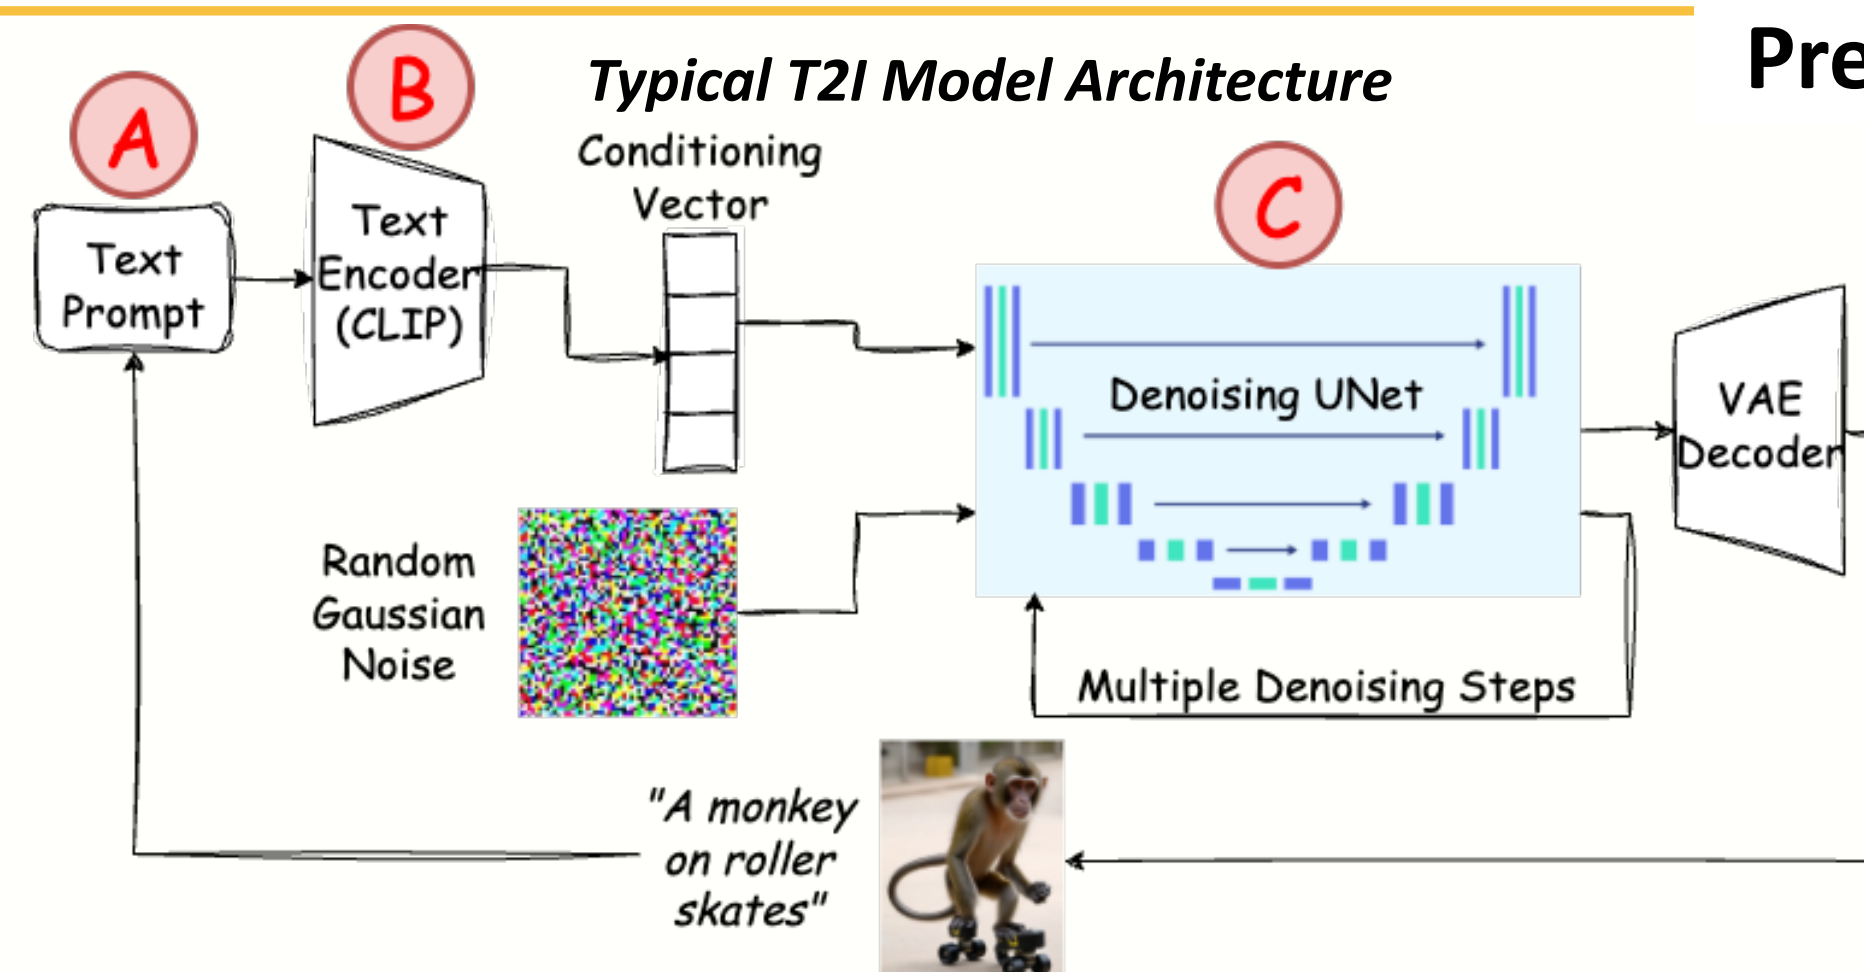 Typical T2I Model Architecture
Pre
A
B
C
Text
Prompt
Text
Encoder
(CLIP)
Conditioning
Vector
Denoising UNet
VAE
Decoder
Random
Gaussian
Noise
Multiple Denoising Steps
"A monkey
on roller
skates"